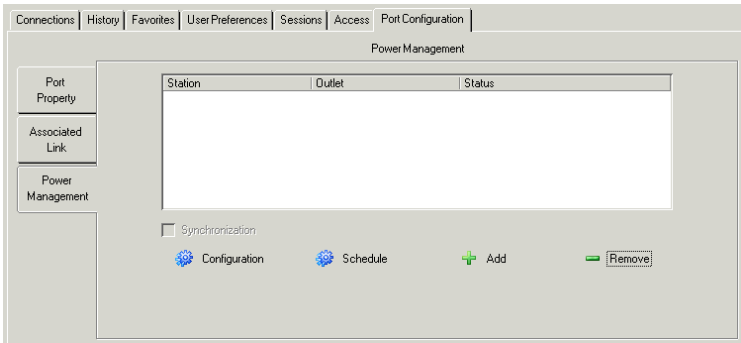 Connections History Favorites User Preferences Sessions Access Port Configuration
Power Management
Port
Property
Associated
Link
Power
Management
Station Outlet Status
Synchronization
Configuration Schedule Add Remove